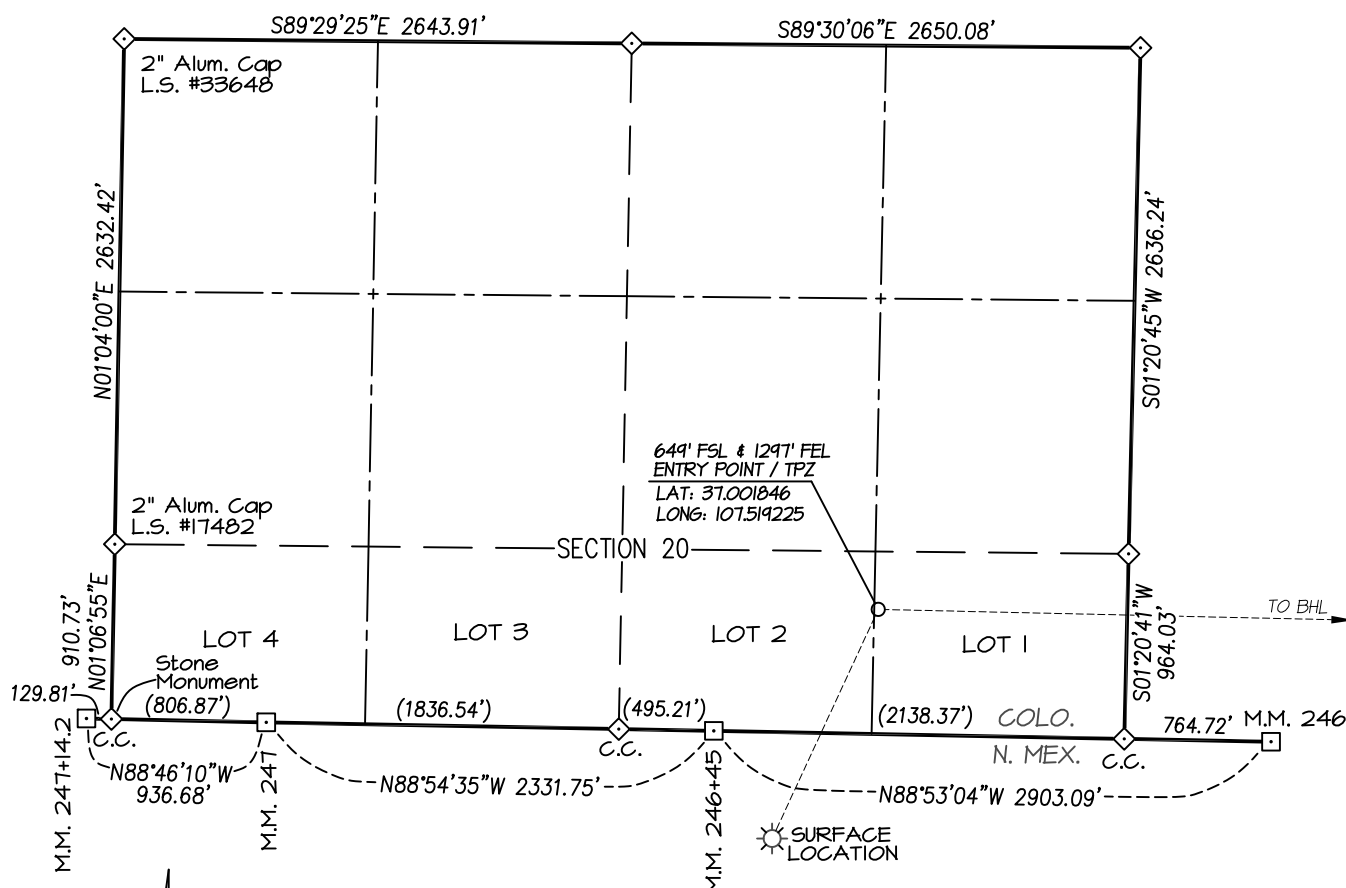 S89°29'25"E 2643.91'
S89°30'06"E 2650.08'
2" Alum. Cap
L.S. #33648
N01°04'00"E 2632.42'
S01°20'45"W 2636.24'
649' FSL & 1297' FEL
ENTRY POINT / TPZ
LAT: 37.001846
LONG: 107.519225
2" Alum. Cap
L.S. #17482
SECTION 20
N01°06'55"E
910.73'
S01°20'41"W
964.03'
TO BHL
LOT 4
LOT 3
LOT 2
LOT 1
Stone
Monument
129.81'
(806.87')
(1836.54')
(495.21')
(2138.37')
COLO.
N. MEX.
764.72'
M.M. 246
C.C.
C.C.
C.C.
M.M. 247+14.2
N88°46'10"W
936.68'
M.M. 247
N88°54'35"W 2331.75'
M.M. 246+45
N88°53'04"W 2903.09'
SURFACE
LOCATION